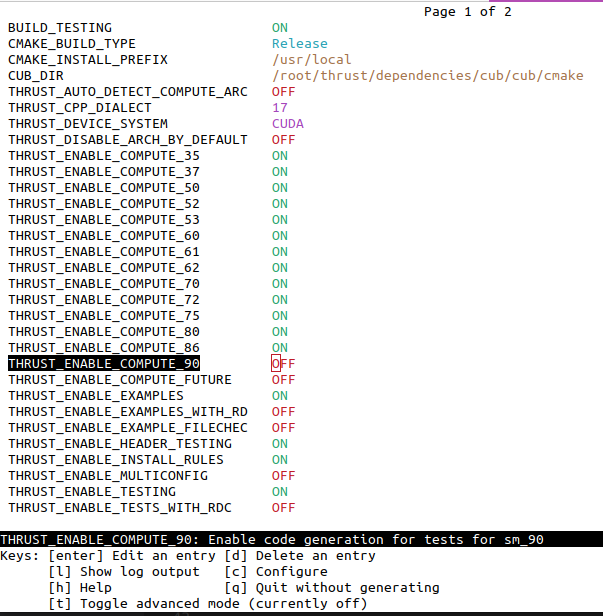 Page 1 of 2
BUILD_TESTING ON
CMAKE_BUILD_TYPE Release
CMAKE_INSTALL_PREFIX /usr/local
CUB_DIR /root/thrust/dependencies/cub/cub/cmake
THRUST_AUTO_DETECT_COMPUTE_ARC OFF
THRUST_CPP_DIALECT 17
THRUST_DEVICE_SYSTEM CUDA
THRUST_DISABLE_ARCH_BY_DEFAULT OFF
THRUST_ENABLE_COMPUTE_35 ON
THRUST_ENABLE_COMPUTE_37 ON
THRUST_ENABLE_COMPUTE_50 ON
THRUST_ENABLE_COMPUTE_52 ON
THRUST_ENABLE_COMPUTE_53 ON
THRUST_ENABLE_COMPUTE_60 ON
THRUST_ENABLE_COMPUTE_61 ON
THRUST_ENABLE_COMPUTE_62 ON
THRUST_ENABLE_COMPUTE_70 ON
THRUST_ENABLE_COMPUTE_72 ON
THRUST_ENABLE_COMPUTE_75 ON
THRUST_ENABLE_COMPUTE_80 ON
THRUST_ENABLE_COMPUTE_86 ON
THRUST_ENABLE_COMPUTE_90 OFF
THRUST_ENABLE_COMPUTE_FUTURE OFF
THRUST_ENABLE_EXAMPLES ON
THRUST_ENABLE_EXAMPLES_WITH_RD OFF
THRUST_ENABLE_EXAMPLE_FILECHEC OFF
THRUST_ENABLE_HEADER_TESTING ON
THRUST_ENABLE_INSTALL_RULES ON
THRUST_ENABLE_MULTICONFIG OFF
THRUST_ENABLE_TESTING ON
THRUST_ENABLE_TESTS_WITH_RDC OFF
THRUST_ENABLE_COMPUTE_90: Enable code generation for tests for sm_90
Keys: [enter] Edit an entry [d] Delete an entry
[l] Show log output [c] Configure
[h] Help [q] Quit without generating
[t] Toggle advanced mode (currently off)